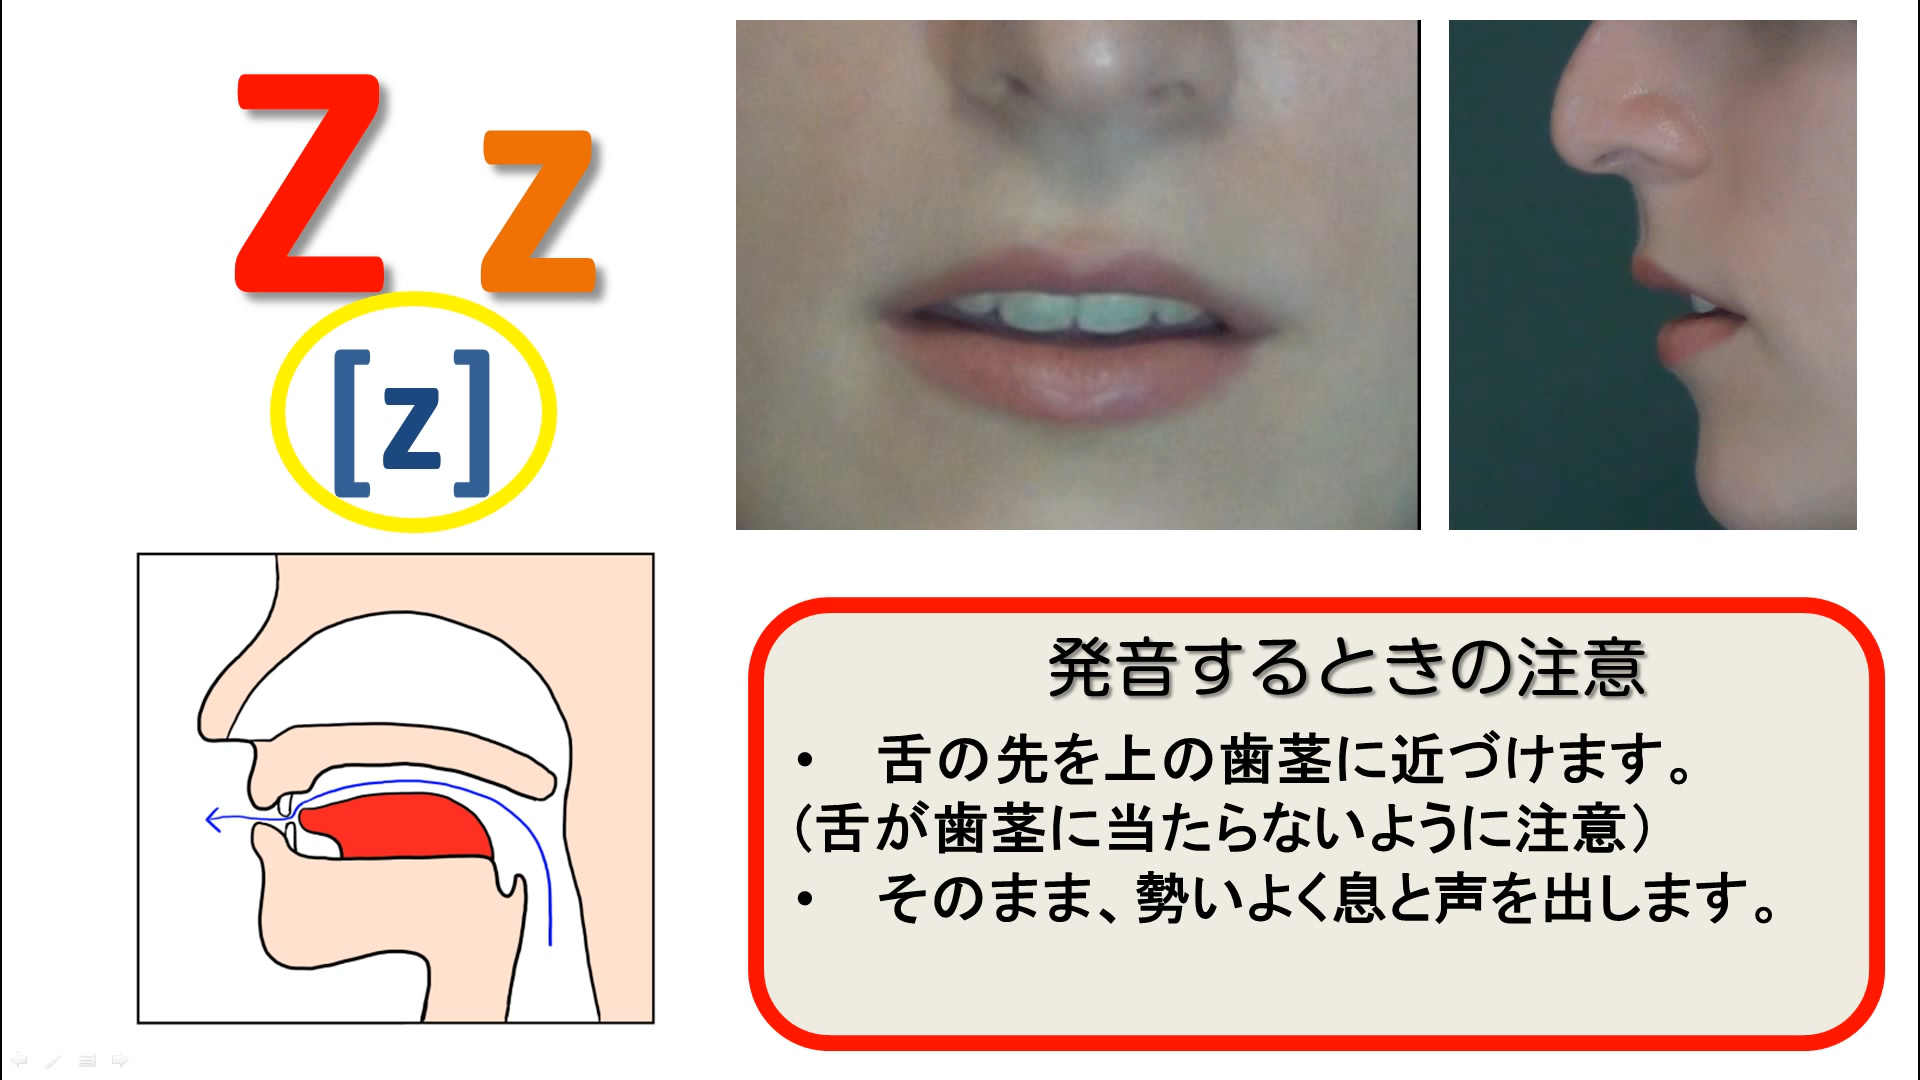 Z z
[z]
発音するときの注意
• 舌の先を上の歯茎に近づけます。
（舌が歯茎に当たらないように注意）
• そのまま、勢いよく息と声を出します。